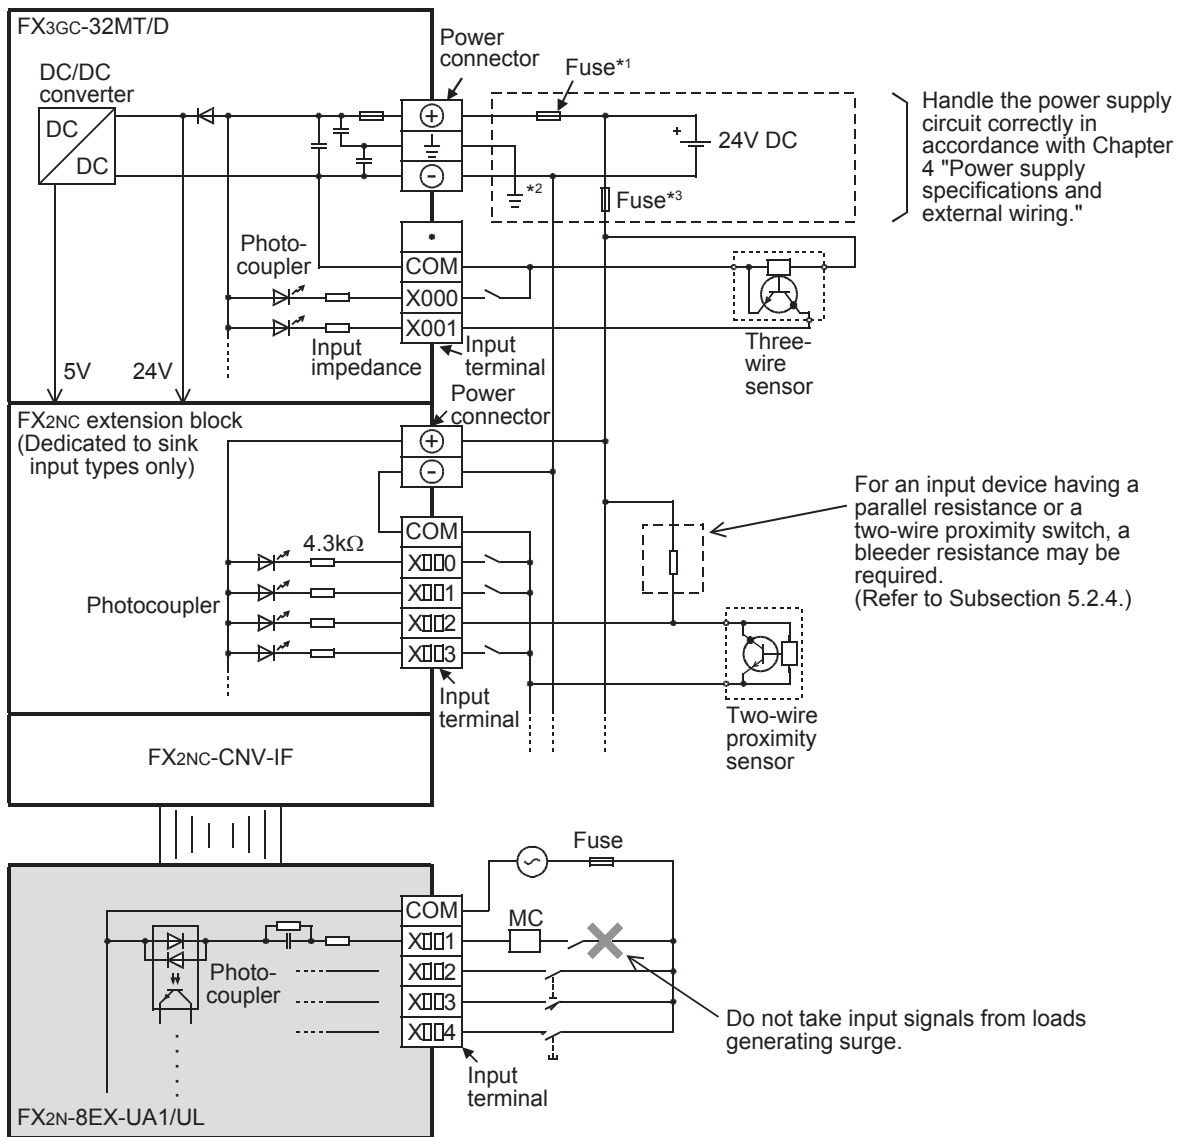 FX3GC-32MT/D
Power
connector
Fuse*1
DC/DC
converter
DC
DC
24V DC
+
*2
Fuse*3
Handle the power supply
circuit correctly in
accordance with Chapter
4 "Power supply
specifications and
external wiring."
Photo-
coupler
COM
X000
X001
Input
impedance
Input
terminal
Three-
wire
sensor
5V
24V
FX2NC extension block
(Dedicated to sink
input types only)
Power
connector
COM
4.3kΩ
X□□0
X□□1
X□□2
X□□3
Photocoupler
Input
terminal
For an input device having a
parallel resistance or a
two-wire proximity switch, a
bleeder resistance may be
required.
(Refer to Subsection 5.2.4.)
Two-wire
proximity
sensor
FX2NC-CNV-IF
Fuse
COM
MC
X□□1
X□□2
X□□3
X□□4
Photo-
coupler
Do not take input signals from loads
generating surge.
Input
terminal
FX2N-8EX-UA1/UL